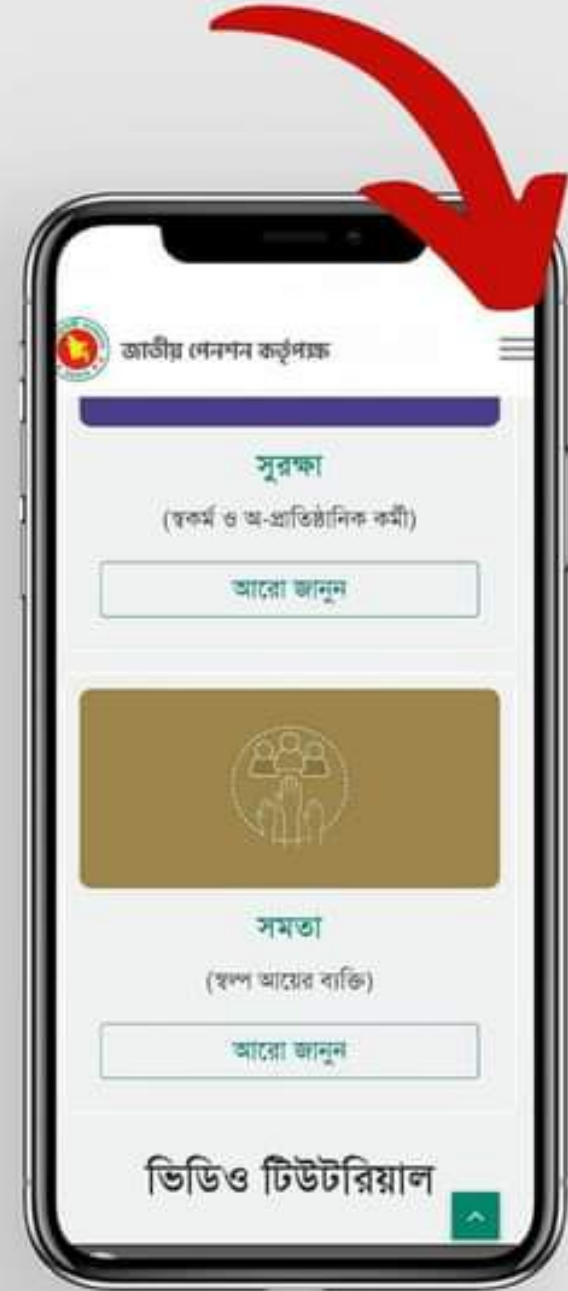 জাতীয় পেনশন কর্তৃপক্ষ
সুরক্ষা
(স্বকর্ম ও অ-প্রাতিষ্ঠানিক কর্মী)
আরো জানুন
সমতা
(স্বল্প আয়ের ব্যক্তি)
আরো জানুন
ভিডিও টিউটরিয়াল